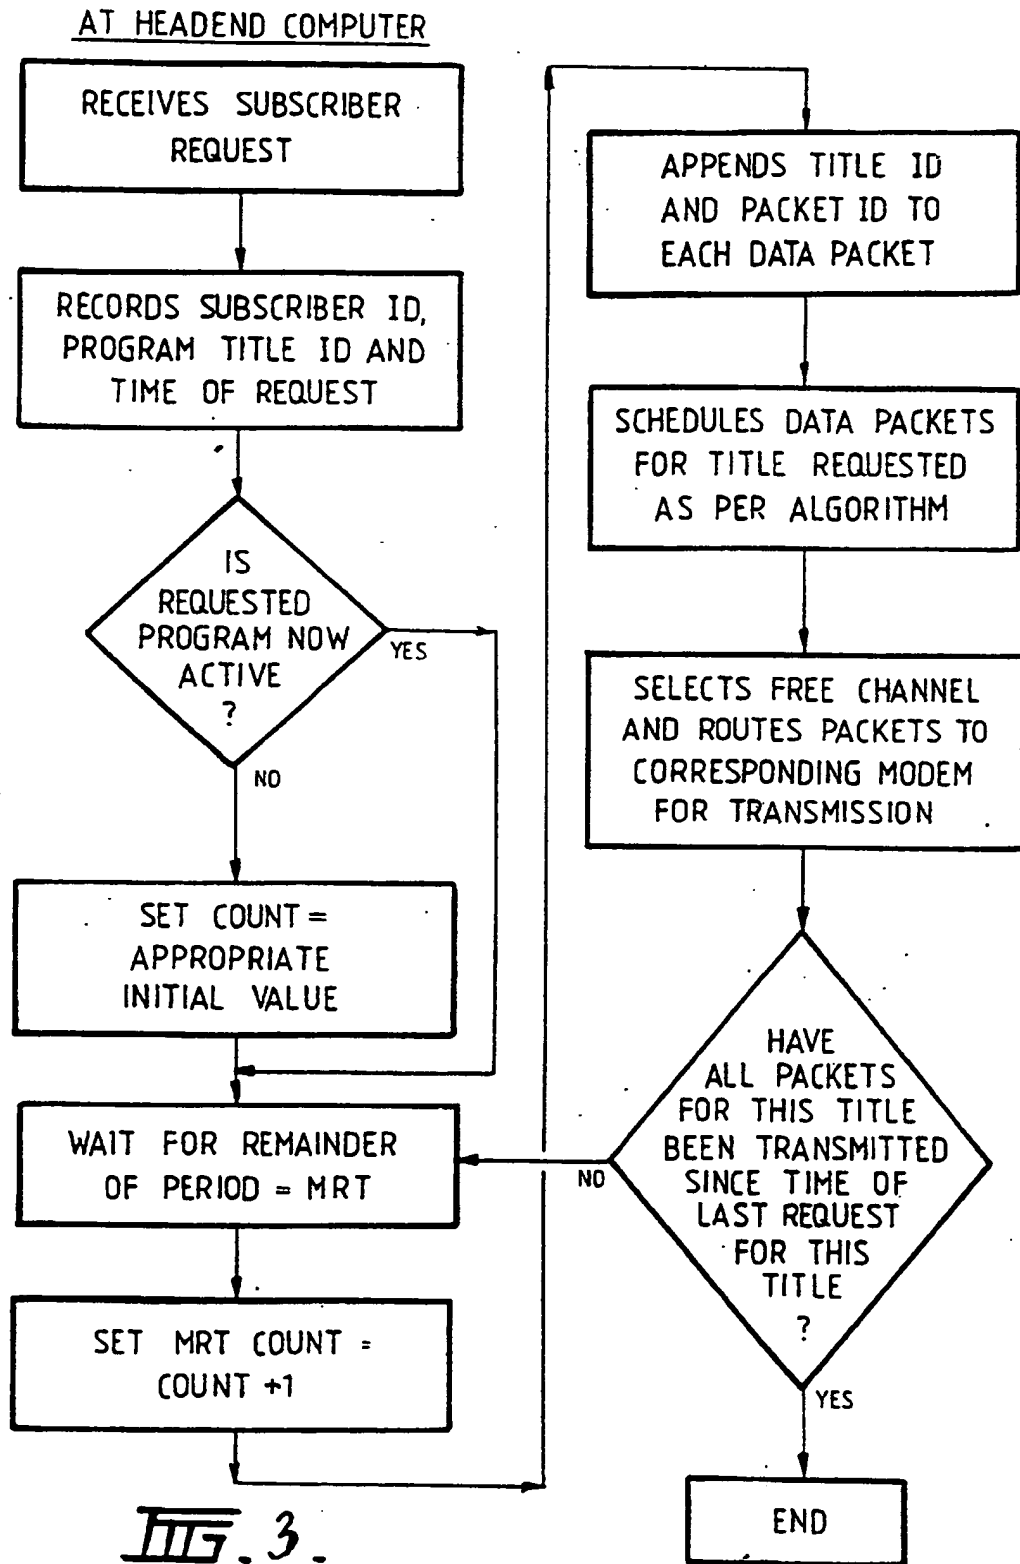 AT HEADEND COMPUTER
RECEIVES SUBSCRIBER
REQUEST
RECORDS SUBSCRIBER ID,
PROGRAM TITLE ID AND
TIME OF REQUEST
IS
REQUESTED
PROGRAM NOW
ACTIVE
?
YES
NO
SET COUNT =
APPROPRIATE
INITIAL VALUE
WAIT FOR REMAINDER
OF PERIOD = MRT
SET MRT COUNT =
COUNT +1
APPENDS TITLE ID
AND PACKET ID TO
EACH DATA PACKET
SCHEDULES DATA PACKETS
FOR TITLE REQUESTED
AS PER ALGORITHM
SELECTS FREE CHANNEL
AND ROUTES PACKETS TO
CORRESPONDING MODEM
FOR TRANSMISSION
HAVE
ALL PACKETS
FOR THIS TITLE
BEEN TRANSMITTED
SINCE TIME OF
LAST REQUEST
FOR THIS
TITLE
?
NO
YES
END
FIG. 3.